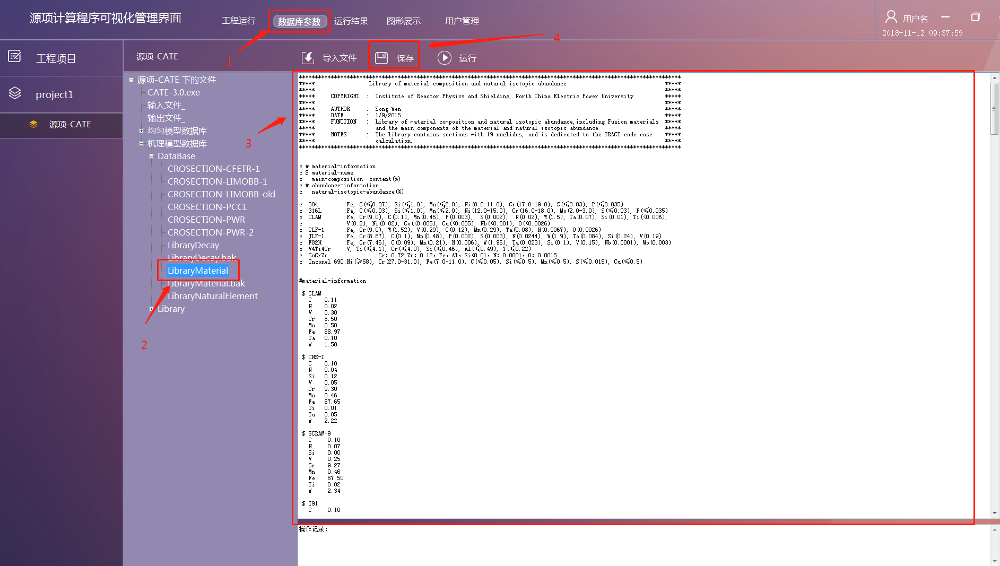 源项计算程序可视化管理界面
工程运行
数据库参数
运行结果
图形展示
用户管理
用户名
2018-11-12 09:37:59
工程项目
project1
源项-CATE
源项-CATE
导入文件
保存
运行
1
2
3
4
源项-CATE 下的文件
CATE-3.0.exe
输入文件_
输出文件_
均匀模型数据库
机理模型数据库
DataBase
CROSECTION-CFETR-1
CROSECTION-LIMOBB-1
CROSECTION-LIMOBB-old
CROSECTION-PCCL
CROSECTION-PWR
CROSECTION-PWR-2
LibraryDecay
LibraryDecay.bak
LibraryMaterial
LibraryMaterial.bak
LibraryNaturalElement
Library
************************************************************************************************************************
***** Library of material composition and natural isotopic abundance *****
***** *****
***** COPYRIGHT : Institute of Reactor Physics and Shielding, North China Electric Power University *****
***** *****
***** AUTHOR : Song Wen *****
***** DATE : 1/9/2015 *****
***** FUNCTION : Library of material composition and natural isotopic abundance,including Fusion materials *****
***** and the main components of the material and natural isotopic abundance *****
***** NOTES : The library contains sections with 19 nuclides, and is dedicated to the TRACT code case *****
***** calculation. *****
************************************************************************************************************************
c # material-information
c $ material-name
c main-composition content(%)
c # abundance-information
c natural-isotopic-abundance(%)
c 304 :Fe, C(≤0.07), Si(≤1.0), Mn(≤2.0), Ni(8.0-11.0), Cr(17.0-19.0), S(≤0.03), P(≤0.035)
c 316L :Fe, C(≤0.03), Si(≤1.0), Mn(≤2.0), Ni(12.0-15.0), Cr(16.0-18.0), Mo(2.0-3.0), S(≤0.03), P(≤0.035)
c CLAM :Fe, Cr(9.0), C(0.1), Mn(0.45), P(0.003), S(0.002), N(0.02), W(1.5), Ta(0.07), Si(0.01), Ti(<0.006),
c V(0.2), Ni(0.02), Co(<0.005), Cu(<0.005), Nb(<0.001), O(<0.0026)
c CLF-1 :Fe, Cr(9.0), W(1.52), V(0.29), C(0.12), Mn(0.29), Ta(0.08), N(0.0067), O(0.0026)
c JLF-1 :Fe, Cr(8.87), C(0.1), Mn(0.48), P(0.002), S(0.003), N(0.0244), W(1.9), Ta(0.084), Si(0.24), V(0.19)
c F82H :Fe, Cr(7.46), C(0.09), Mn(0.21), N(0.006), W(1.96), Ta(0.023), Si(0.1), V(0.15), Nb(0.0001), Mo(0.003)
c V4Ti4Cr :V, Ti(≤4.1), Cr(≤4.0), Si(≤0.46), Al(≤0.49), Y(≤0.22)
c CuCrZr :Cr: 0.72,Zr: 0.12, Fe, Al, Si<0.01, N: 0.0001, O: 0.0015
c Inconel 690:Ni(≥58), Cr(27.0-31.0), Fe(7.0-11.0), C(≤0.05), Si(≤0.5), Mn(≤0.5), S(≤0.015), Cu(≤0.5)
#material-information
$ CLAM
C 0.11
N 0.02
V 0.30
Cr 8.50
Mn 0.50
Fe 88.97
Ta 0.10
W 1.50
$ CNS-I
C 0.10
N 0.04
Si 0.12
V 0.05
Cr 9.30
Mn 0.46
Fe 87.65
Ti 0.01
Ta 0.05
W 2.22
$ SCRAM-9
C 0.10
N 0.07
Si 0.00
V 0.25
Cr 9.27
Mn 0.46
Fe 87.50
Ti 0.02
W 2.34
$ T91
C 0.10
操作记录: